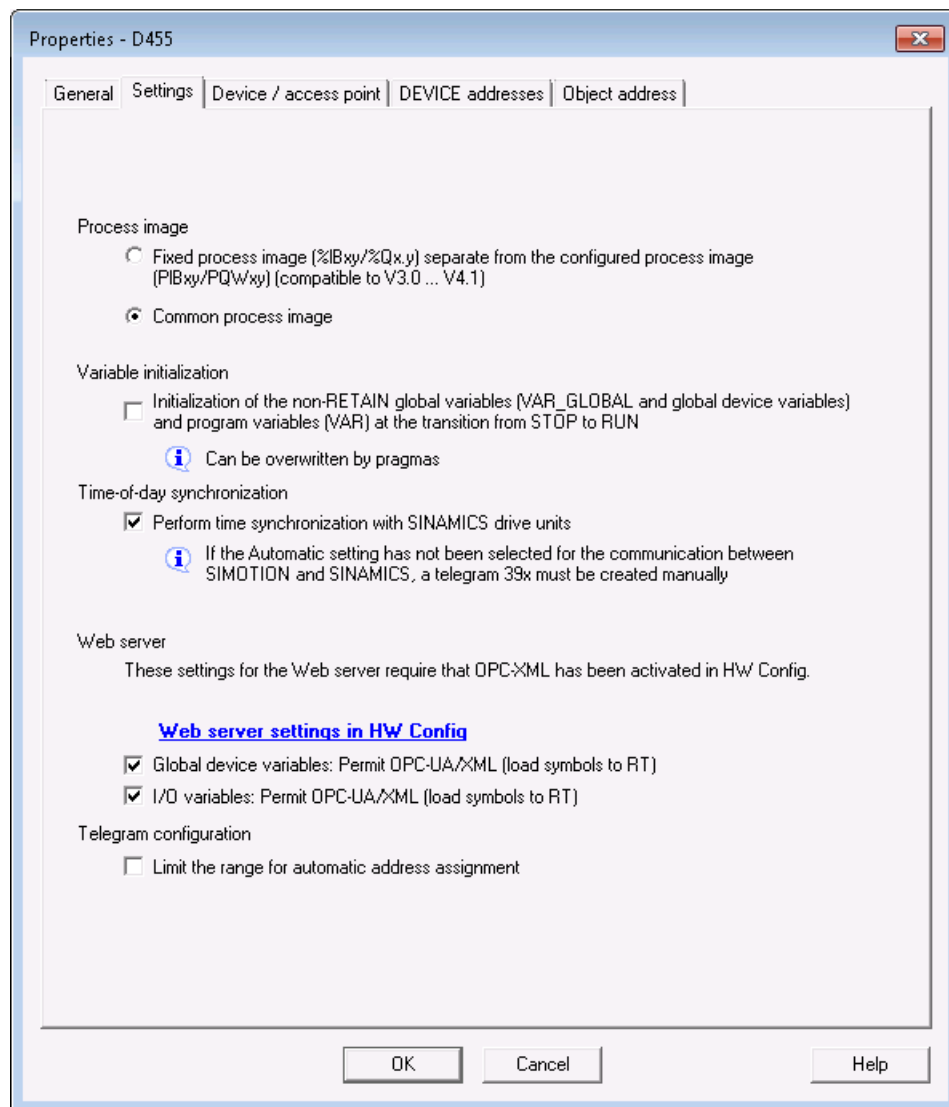 Properties - D455
General Settings Device / access point DEVICE addresses Object address
Process image
Fixed process image (%IBxy/%Qx.y) separate from the configured process image
(PIBxy/PQWxy) (compatible to V3.0 ... V4.1)
Common process image
Variable initialization
Initialization of the non-RETAIN global variables (VAR_GLOBAL and global device variables)
and program variables (VAR) at the transition from STOP to RUN
Can be overwritten by pragmas
Time-of-day synchronization
Perform time synchronization with SINAMICS drive units
If the Automatic setting has not been selected for the communication between
SIMOTION and SINAMICS, a telegram 39x must be created manually
Web server
These settings for the Web server require that OPC-XML has been activated in HW Config.
Web server settings in HW Config
Global device variables: Permit OPC-UA/XML (load symbols to RT)
I/O variables: Permit OPC-UA/XML (load symbols to RT)
Telegram configuration
Limit the range for automatic address assignment
OK Cancel Help